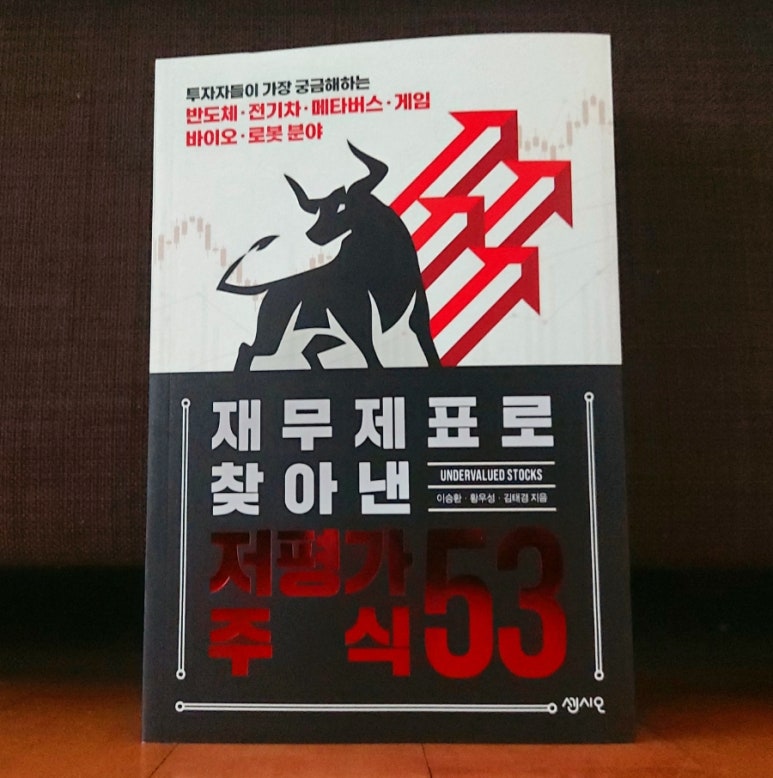 투자자들이 가장 궁금해하는
반도체·전기차·메타버스·게임
바이오·로봇 분야
재무제표로
찾아낸
UNDERVALUED STOCKS
이승환·황우성·김태경 지음
저평가
주식 53
쌤시오